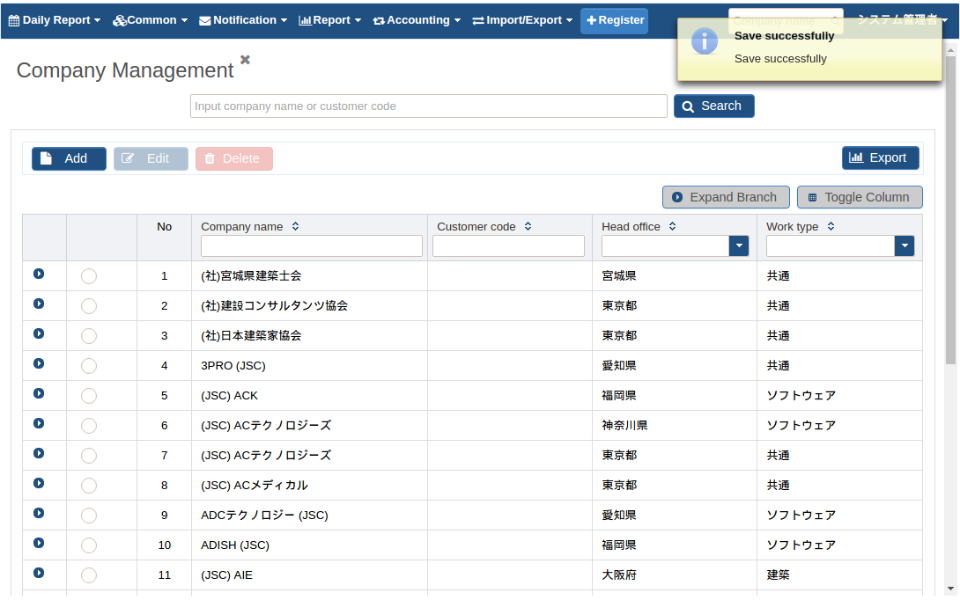 Daily Report Common Notification Report Accounting Import/Export Register システム管理者
Save successfully
Save successfully
Company Management
Input company name or customer code Search
Add Edit Delete Export
Expand Branch Toggle Column
No Company name Customer code Head office Work type
1 (社)宮城県建築士会 宮城県 共通
2 (社)建設コンサルタンツ協会 東京都 共通
3 (社)日本建築家協会 東京都 共通
4 3PRO (JSC) 愛知県 共通
5 (JSC) ACK 福岡県 ソフトウェア
6 (JSC) ACテクノロジーズ 神奈川県 ソフトウェア
7 (JSC) ACテクノロジーズ 東京都 共通
8 (JSC) ACメディカル 東京都 共通
9 ADCテクノロジー (JSC) 愛知県 ソフトウェア
10 ADISH (JSC) 福岡県 ソフトウェア
11 (JSC) AIE 大阪府 建築